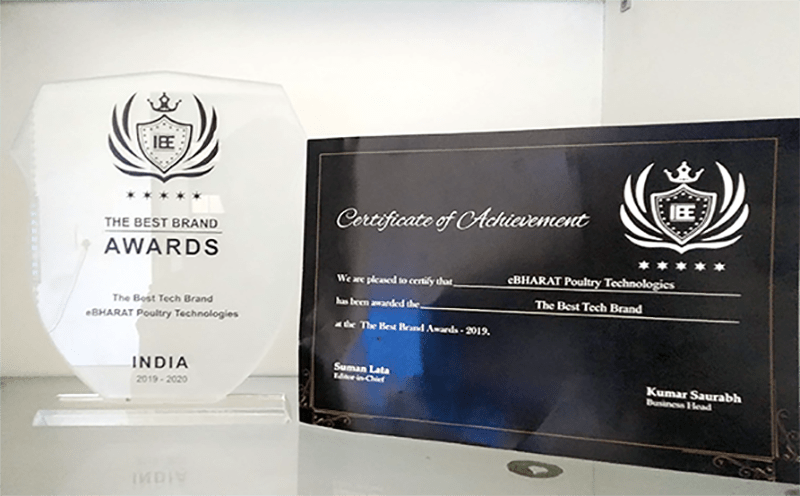 IEE
THE BEST BRAND
AWARDS
The Best Tech Brand
eBHARAT Poultry Technologies
INDIA
2019 - 2020
IEE
Certificate of Achievement
We are pleased to certify that eBHARAT Poultry Technologies
has been awarded the The Best Tech Brand
at the The Best Brand Awards - 2019.
Suman Lata
Editor-in-Chief
Kumar Saurabh
Business Head